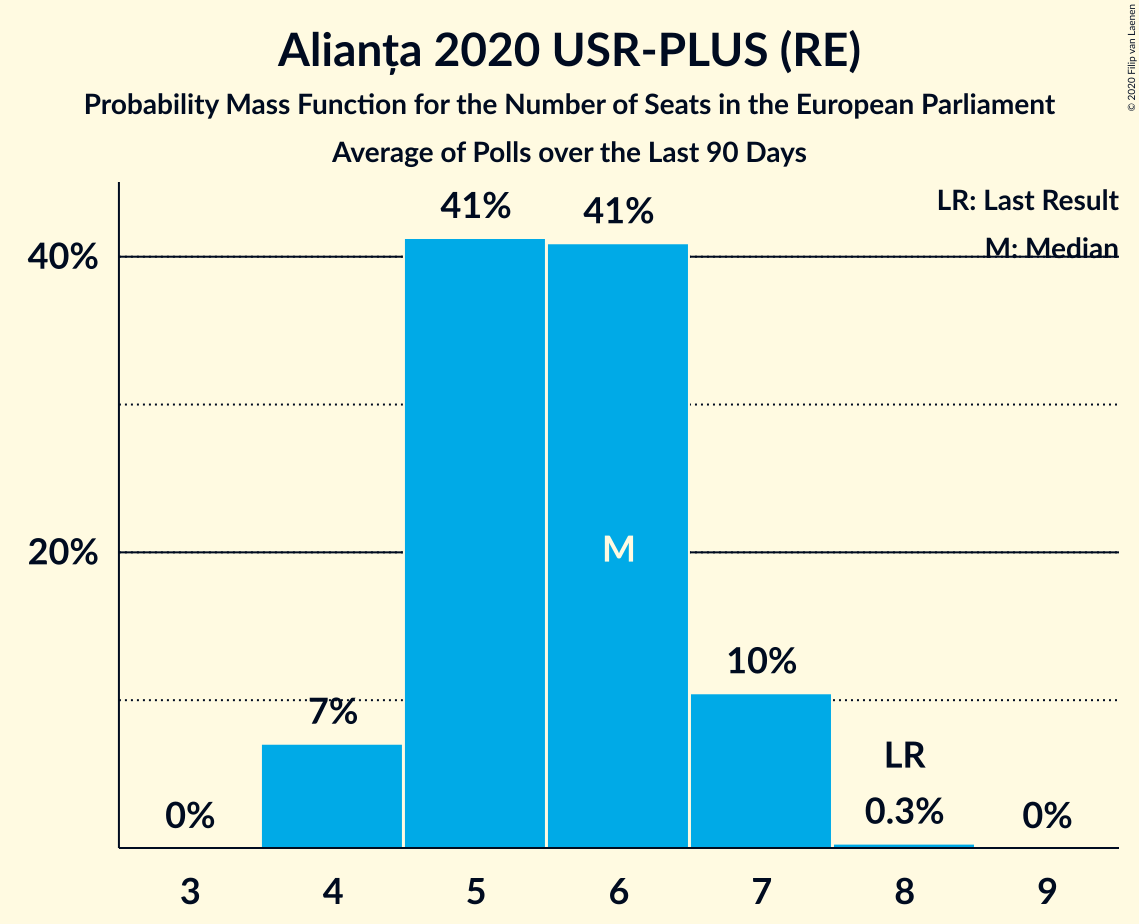 Alianța 2020 USR-PLUS (RE)
Probability Mass Function for the Number of Seats in the European Parliament
Average of Polls over the Last 90 Days
© 2020 Filip van Laenen
LR: Last Result
M: Median
41%
41%
40%
M
20%
10%
7%
LR
0%
0.3%
0%
3 4 5 6 7 8 9